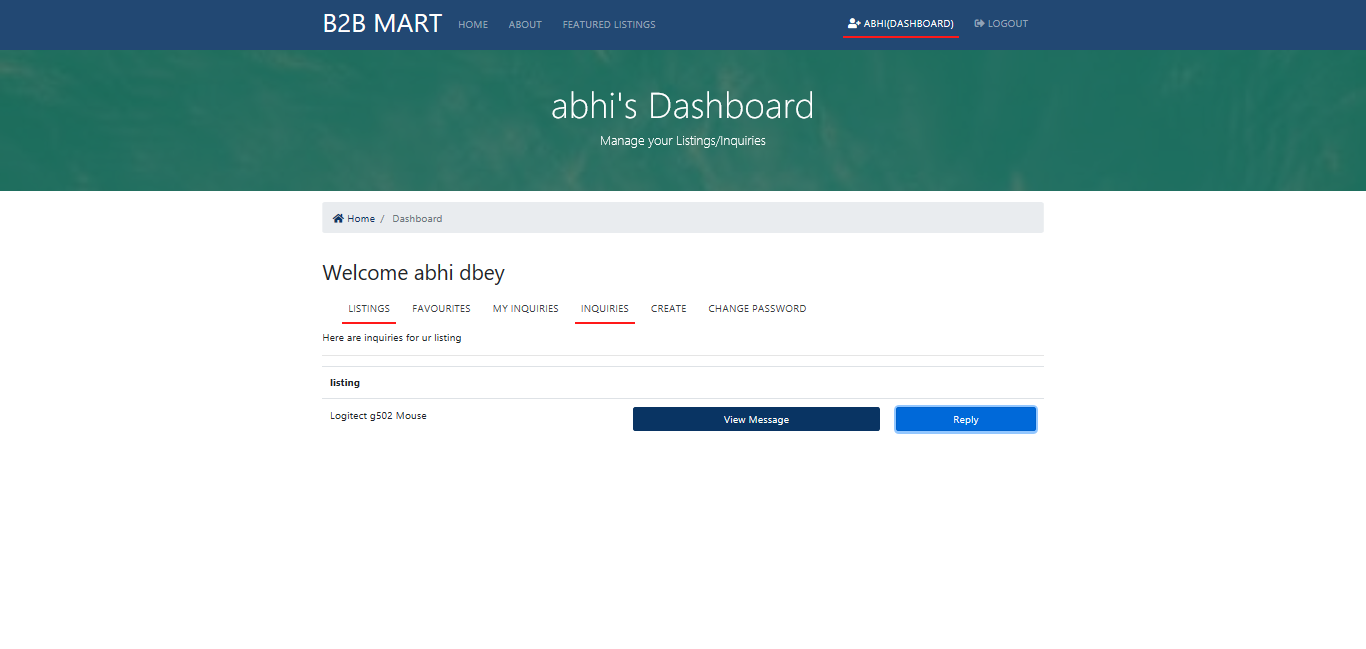 B2B MART HOME ABOUT FEATURED LISTINGS ABHI(DASHBOARD) LOGOUT
abhi's Dashboard
Manage your Listings/Inquiries
Home / Dashboard
Welcome abhi dbey
LISTINGS FAVOURITES MY INQUIRIES INQUIRIES CREATE CHANGE PASSWORD
Here are inquiries for ur listing
listing
Logitect g502 Mouse View Message Reply